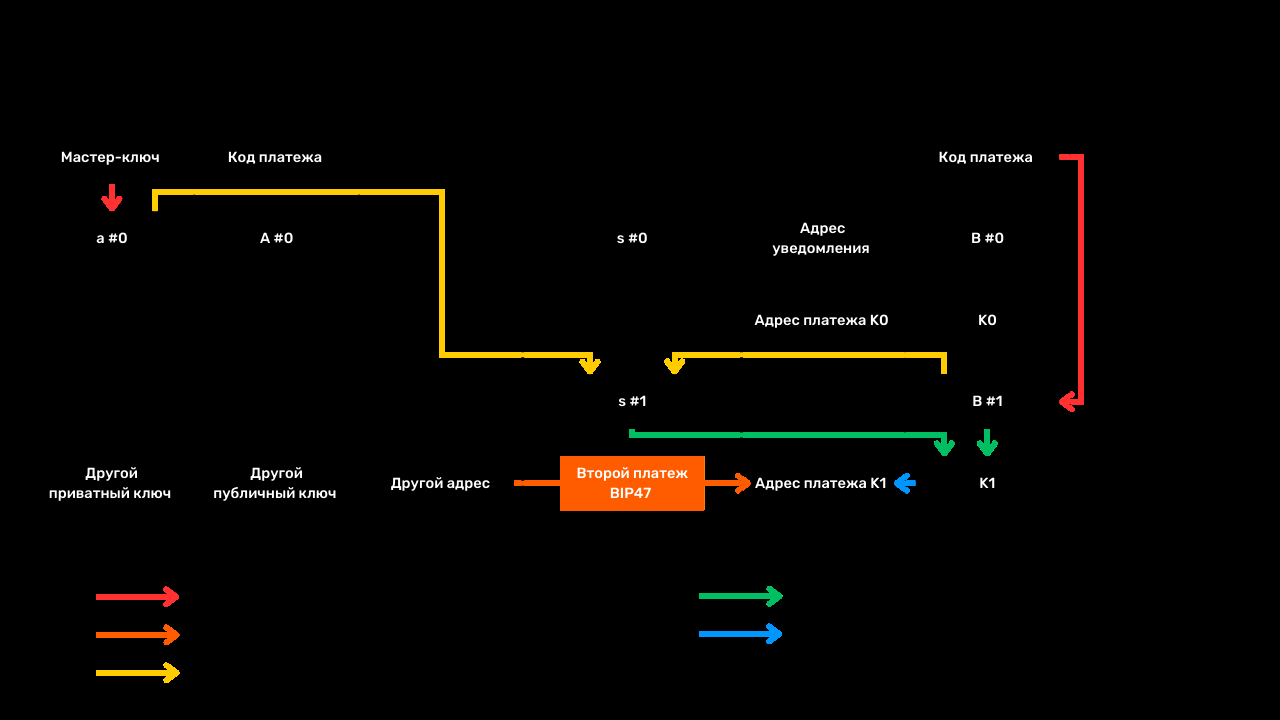 Мастер-ключ
Код платежа
Код платежа
a #0
A #0
s #0
Адрес
уведомления
B #0
Адрес платежа K0
K0
s #1
B #1
Другой
приватный ключ
Другой
публичный ключ
Другой адрес
Второй платеж
BIP47
Адрес платежа K1
K1